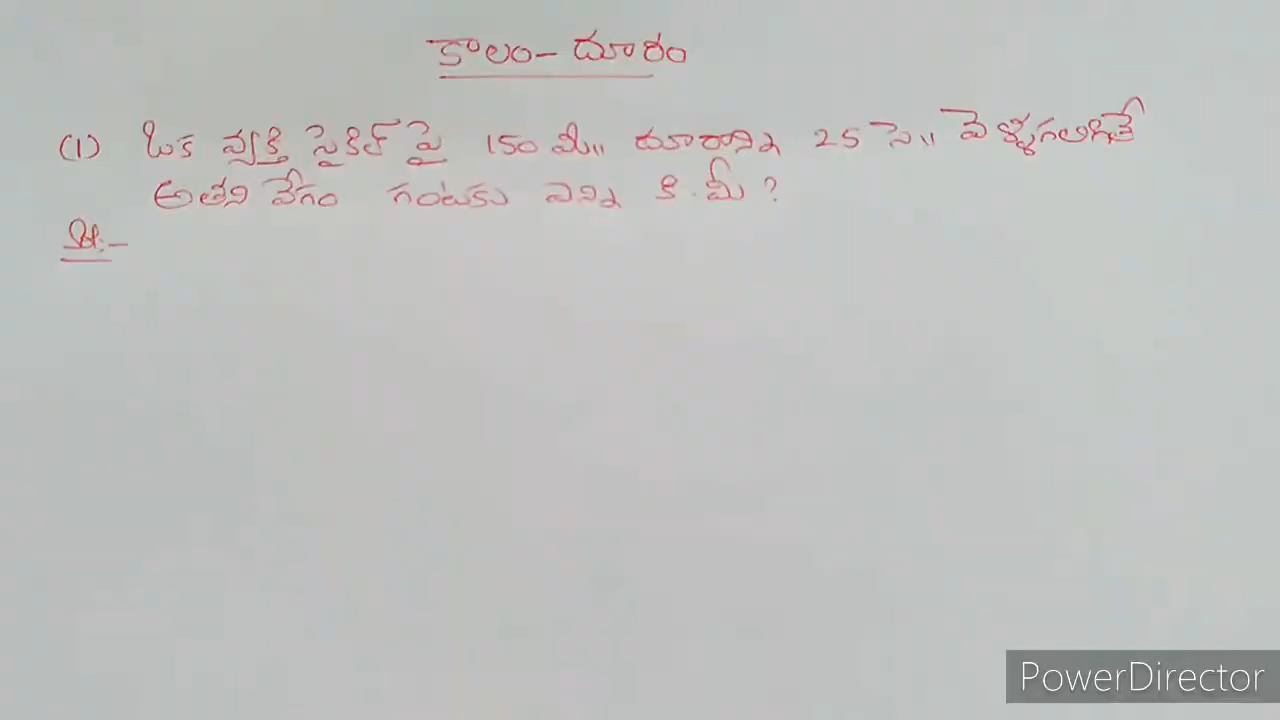 కాలం - దూరం
(1) ఒక వ్యక్తి సైకిల్ పై 150 మీ॥ దూరాన్ని 25 సె॥ వెళ్ళగలిగితే
అతని వేగం గంటకు ఎన్ని కి.మీ ?
PowerDirector